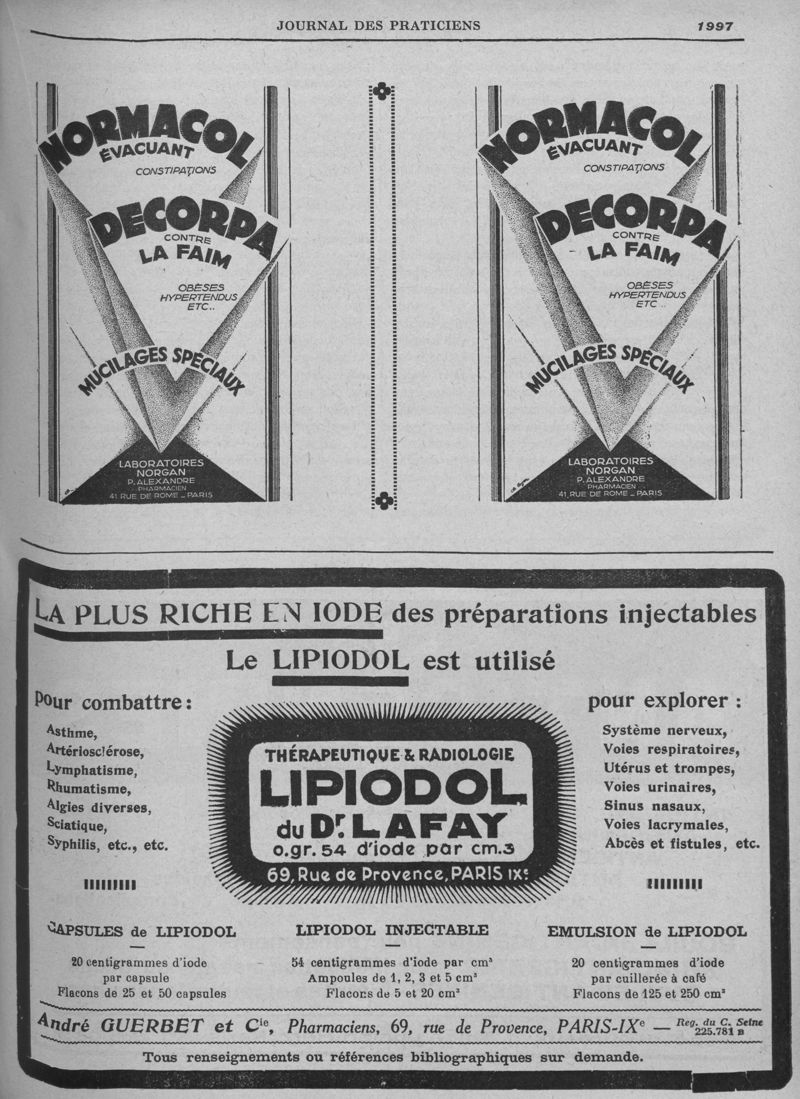 JOURNAL DES PRATICIENS 1997
NORMACOL
ÉVACUANT
CONSTIPATIONS
DECORPA
CONTRE
LA FAIM
OBÈSES
HYPERTENDUS
ETC..
MUCILAGES SPÉCIAUX
LABORATOIRES
NORGAN
P. ALEXANDRE
PHARMACIEN
41, RUE DE ROME - PARIS
NORMACOL
ÉVACUANT
CONSTIPATIONS
DECORPA
CONTRE
LA FAIM
OBÈSES
HYPERTENDUS
ETC..
MUCILAGES SPÉCIAUX
LABORATOIRES
NORGAN
P. ALEXANDRE
PHARMACIEN
41, RUE DE ROME - PARIS
LA PLUS RICHE EN IODE des préparations injectables
Le LIPIODOL est utilisé
pour combattre :
Asthme,
Artériosclérose,
Lymphatisme,
Rhumatisme,
Algies diverses,
Sciatique,
Syphilis, etc., etc.
THÉRAPEUTIQUE & RADIOLOGIE
LIPIODOL
du Dr. LAFAY
0.gr. 54 d'iode par cm.3
69, Rue de Provence, PARIS IXe
pour explorer :
Système nerveux,
Voies respiratoires,
Utérus et trompes,
Voies urinaires,
Sinus nasaux,
Voies lacrymales,
Abcès et fistules, etc.
CAPSULES de LIPIODOL
20 centigrammes d'iode
par capsule
Flacons de 25 et 50 capsules
LIPIODOL INJECTABLE
54 centigrammes d'iode par cm³
Ampoules de 1, 2, 3 et 5 cm³
Flacons de 5 et 20 cm³
EMULSION de LIPIODOL
20 centigrammes d'iode
par cuillerée à café
Flacons de 125 et 250 cm³
André GUERBET et Cie, Pharmaciens, 69, rue de Provence, PARIS-IXe — Reg. du C. Seine
225.781 B
Tous renseignements ou références bibliographiques sur demande.